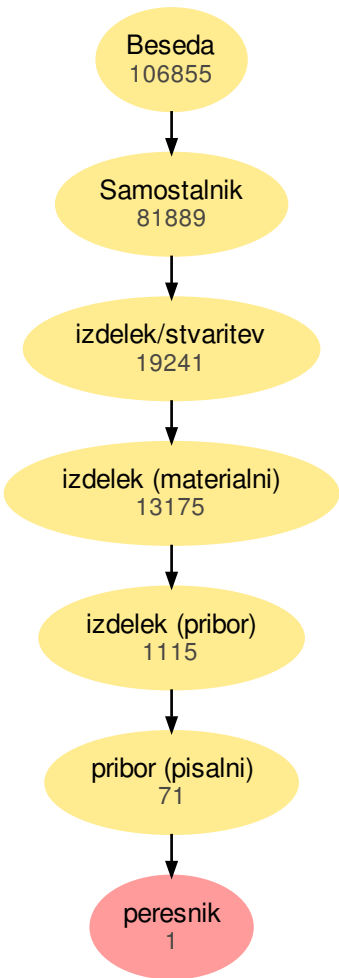 Beseda
106855
Samostalnik
81889
izdelek/stvaritev
19241
izdelek (materialni)
13175
izdelek (pribor)
1115
pribor (pisalni)
71
peresnik
1